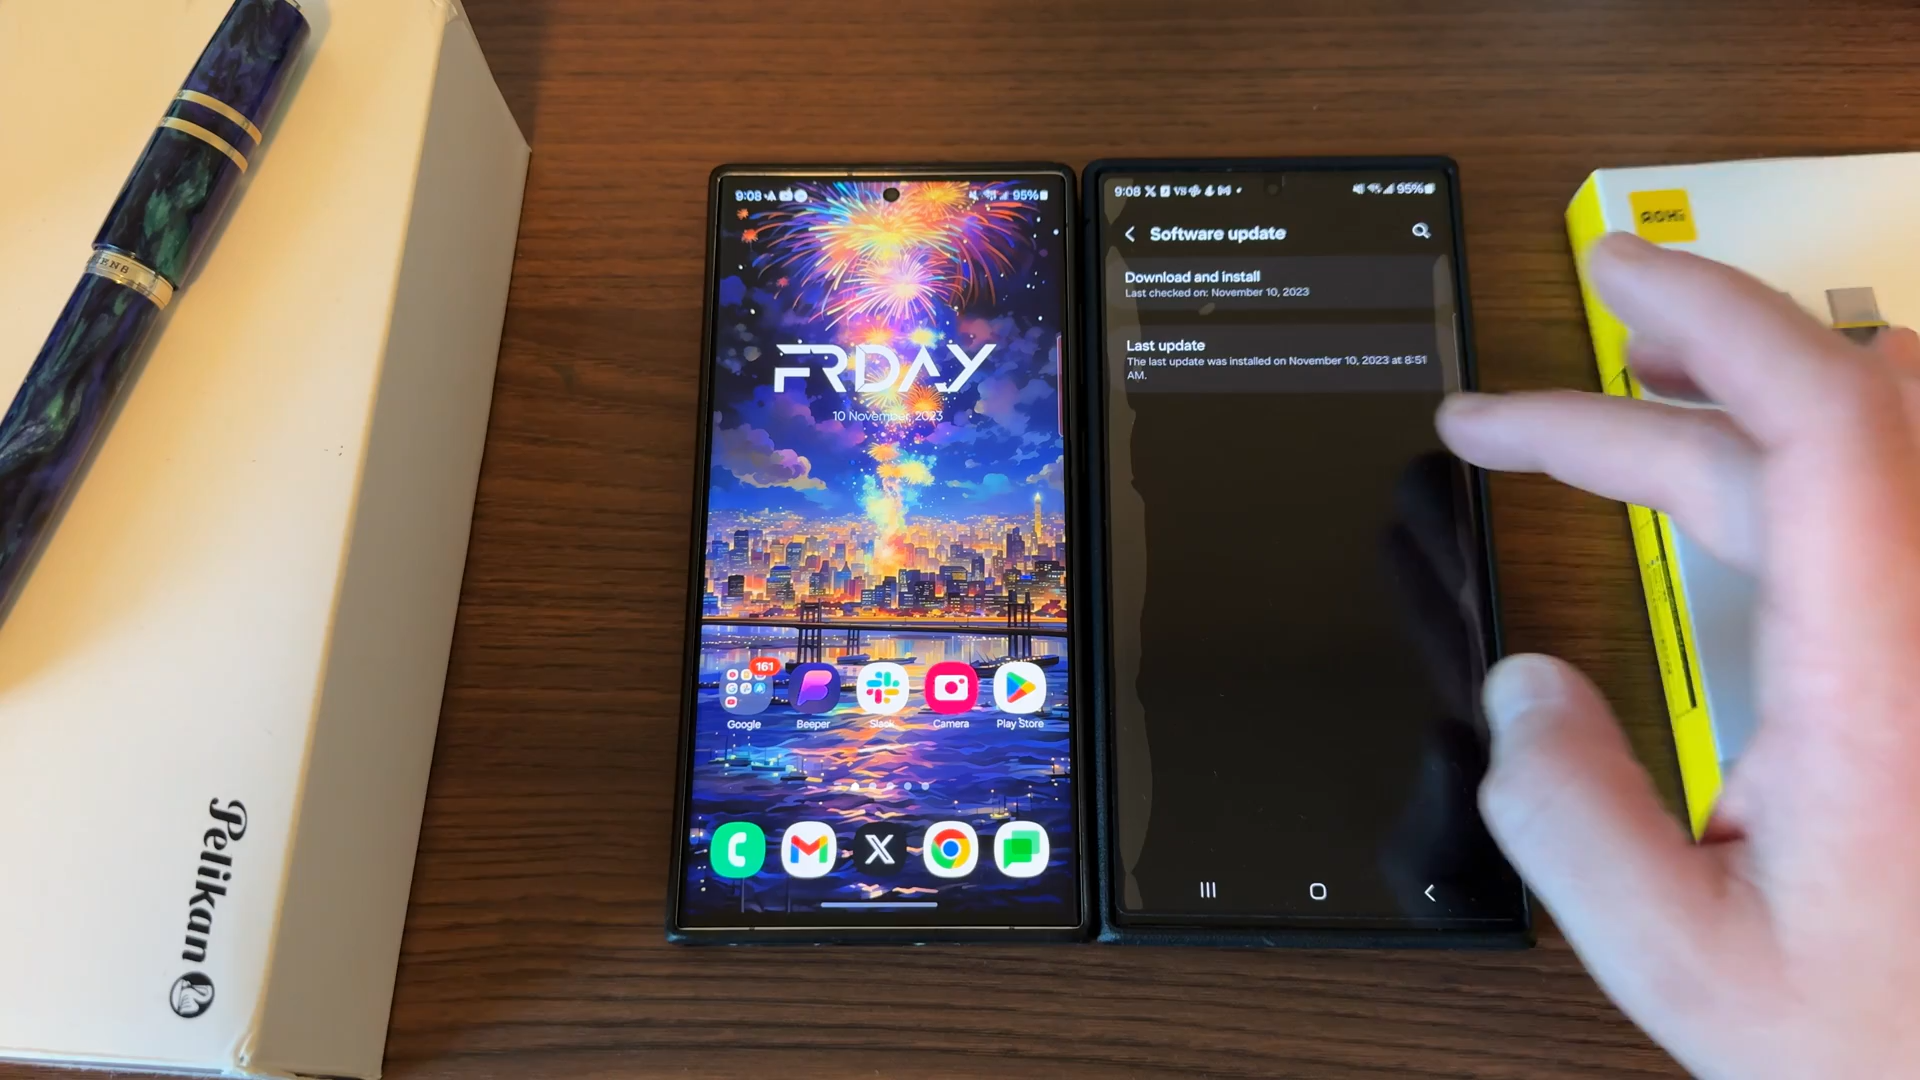 Pelikan
9:08
95%
FRIDAY
10 November, 2023
161
Google
Beeper
Slack
Camera
Play Store
9:08
95%
Software update
Download and install
Last checked on: November 10, 2023
Last update
The last update was installed on November 10, 2023 at 8:51
AM.